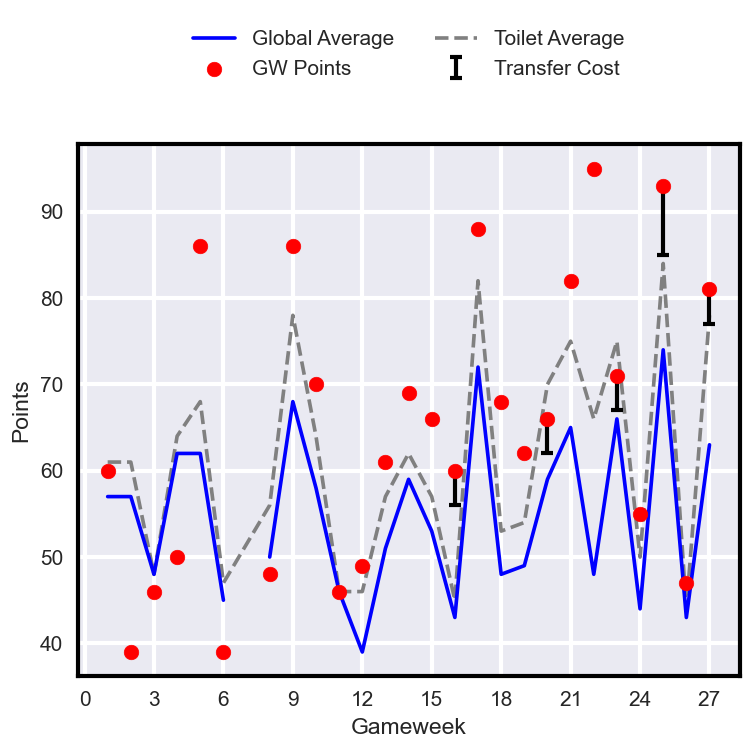 Global Average
Toilet Average
GW Points
Transfer Cost
90
80
70
60
50
40
Points
0 3 6 9 12 15 18 21 24 27
Gameweek